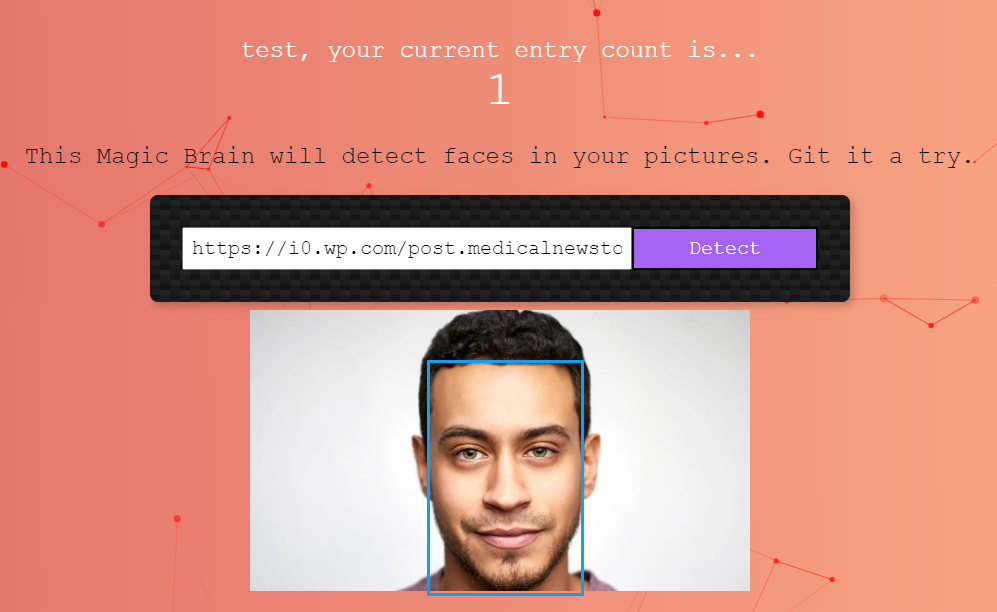 test, your current entry count is...
1
This Magic Brain will detect faces in your pictures. Git it a try.
https://i0.wp.com/post.medicalnewsto
Detect